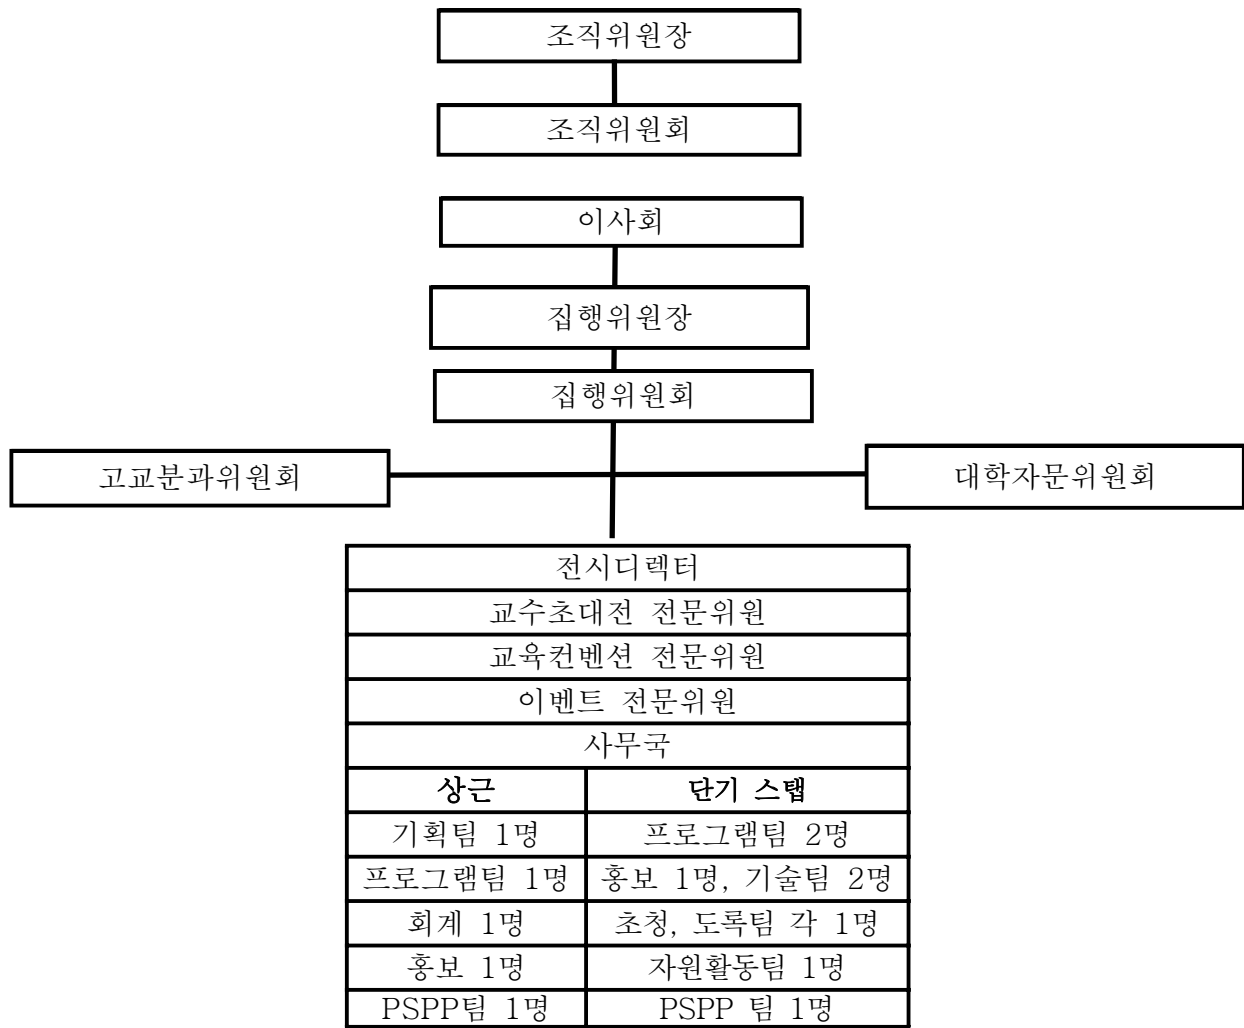 조직위원장
조직위원회
이사회
집행위원장
집행위원회
고교분과위원회 대학자문위원회
전시디렉터
교수초대전 전문위원
교육컨벤션 전문위원
이벤트 전문위원
사무국
상근 단기 스탭
기획팀 1명 프로그램팀 2명
프로그램팀 1명 홍보 1명, 기술팀 2명
회계 1명 초청, 도록팀 각 1명
홍보 1명 자원활동팀 1명
PSPP팀 1명 PSPP 팀 1명